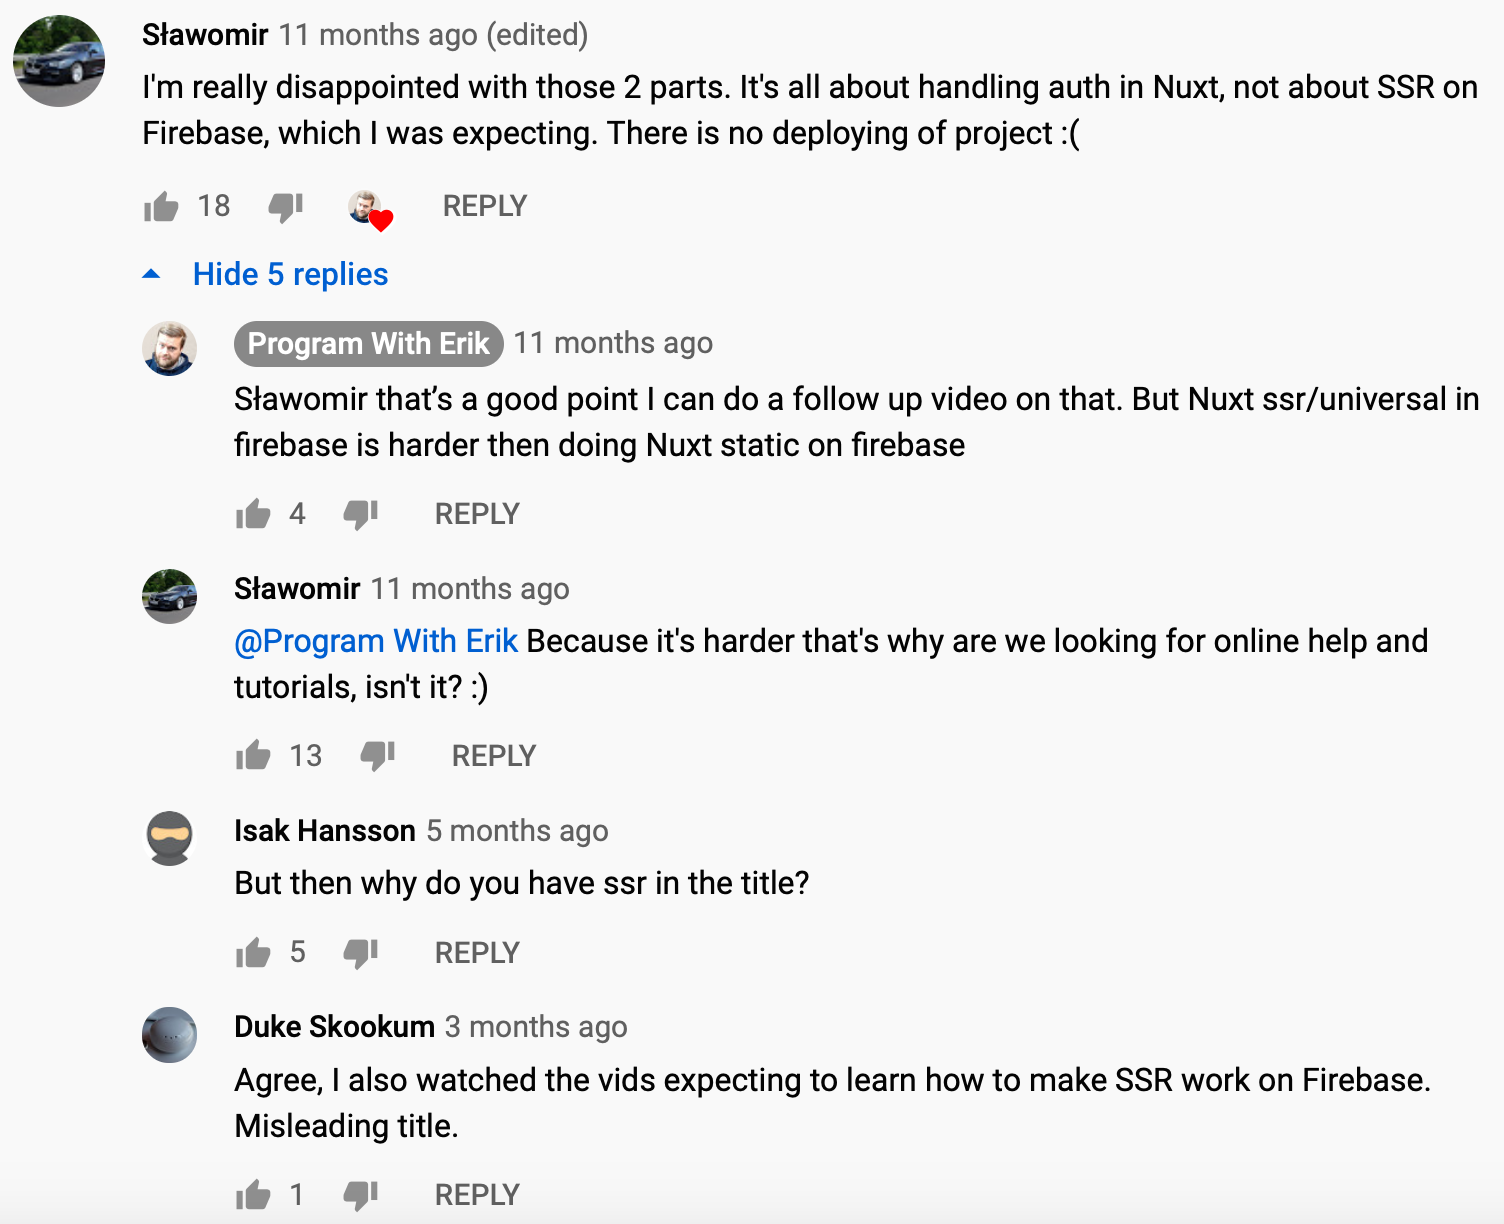 Sławomir 11 months ago (edited)
I'm really disappointed with those 2 parts. It's all about handling auth in Nuxt, not about SSR on
Firebase, which I was expecting. There is no deploying of project :(
18 REPLY
Hide 5 replies
Program With Erik 11 months ago
Sławomir that’s a good point I can do a follow up video on that. But Nuxt ssr/universal in
firebase is harder then doing Nuxt static on firebase
4 REPLY
Sławomir 11 months ago
@Program With Erik Because it's harder that's why are we looking for online help and
tutorials, isn't it? :)
13 REPLY
Isak Hansson 5 months ago
But then why do you have ssr in the title?
5 REPLY
Duke Skookum 3 months ago
Agree, I also watched the vids expecting to learn how to make SSR work on Firebase.
Misleading title.
1 REPLY